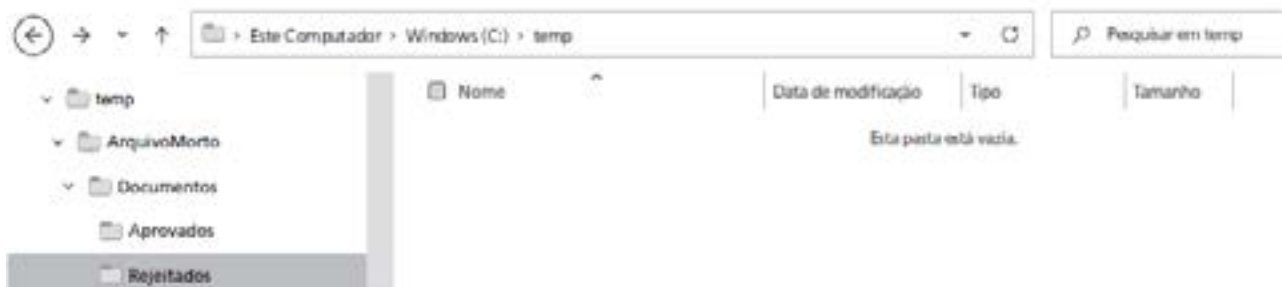 Este Computador › Windows (C:) › temp Pesquisar em temp
temp
Nome Data de modificação Tipo Tamanho
Esta pasta está vazia.
ArquivoMorto
Documentos
Aprovados
Rejeitados